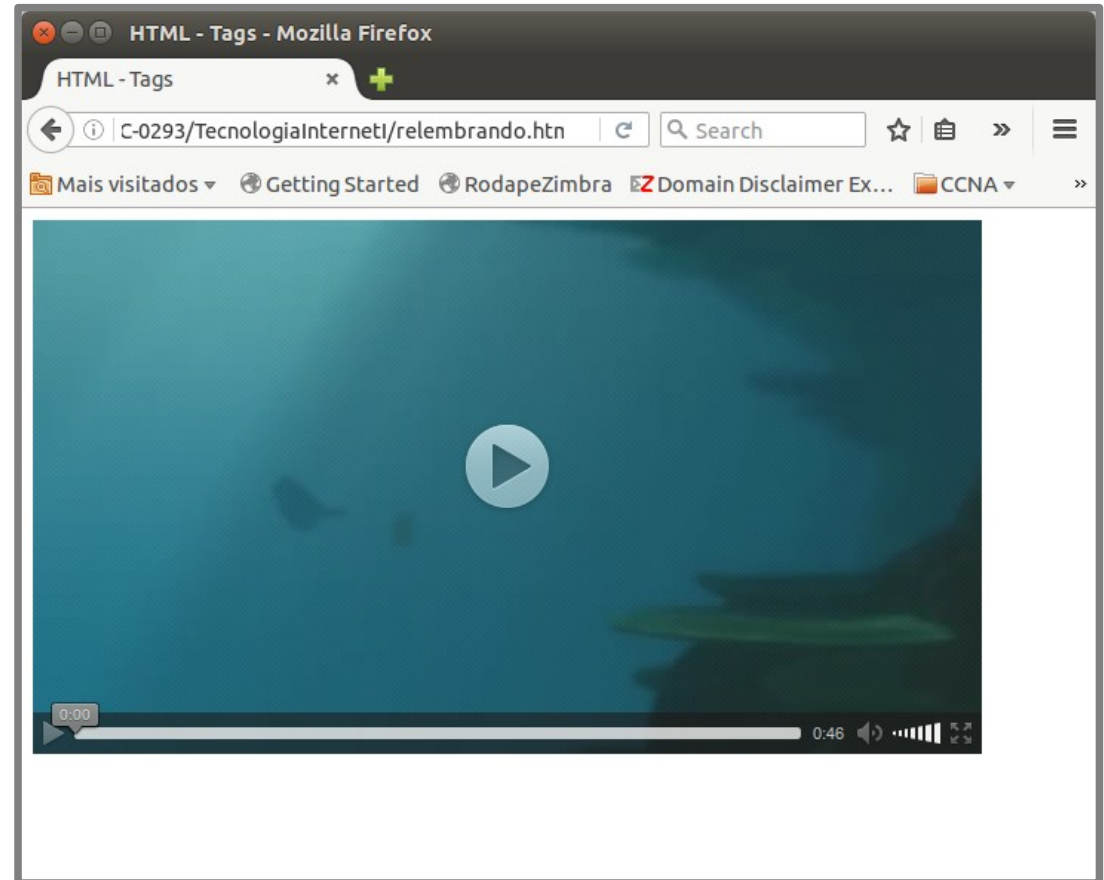 HTML - Tags - Mozilla Firefox
HTML - Tags
C-0293/TecnologiaInternetI/relembrando.htn Search
Mais visitados Getting Started RodapeZimbra Domain Disclaimer Ex... CCNA
0:00
0:46